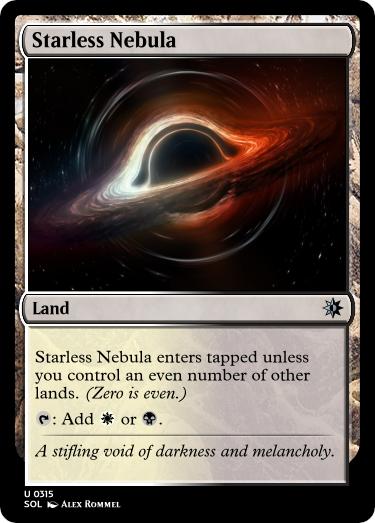 Starless Nebula
Land
Starless Nebula enters tapped unless
you control an even number of other
lands. (Zero is even.)
: Add or .
A stifling void of darkness and melancholy.
U 0315
SOL Alex Rommel